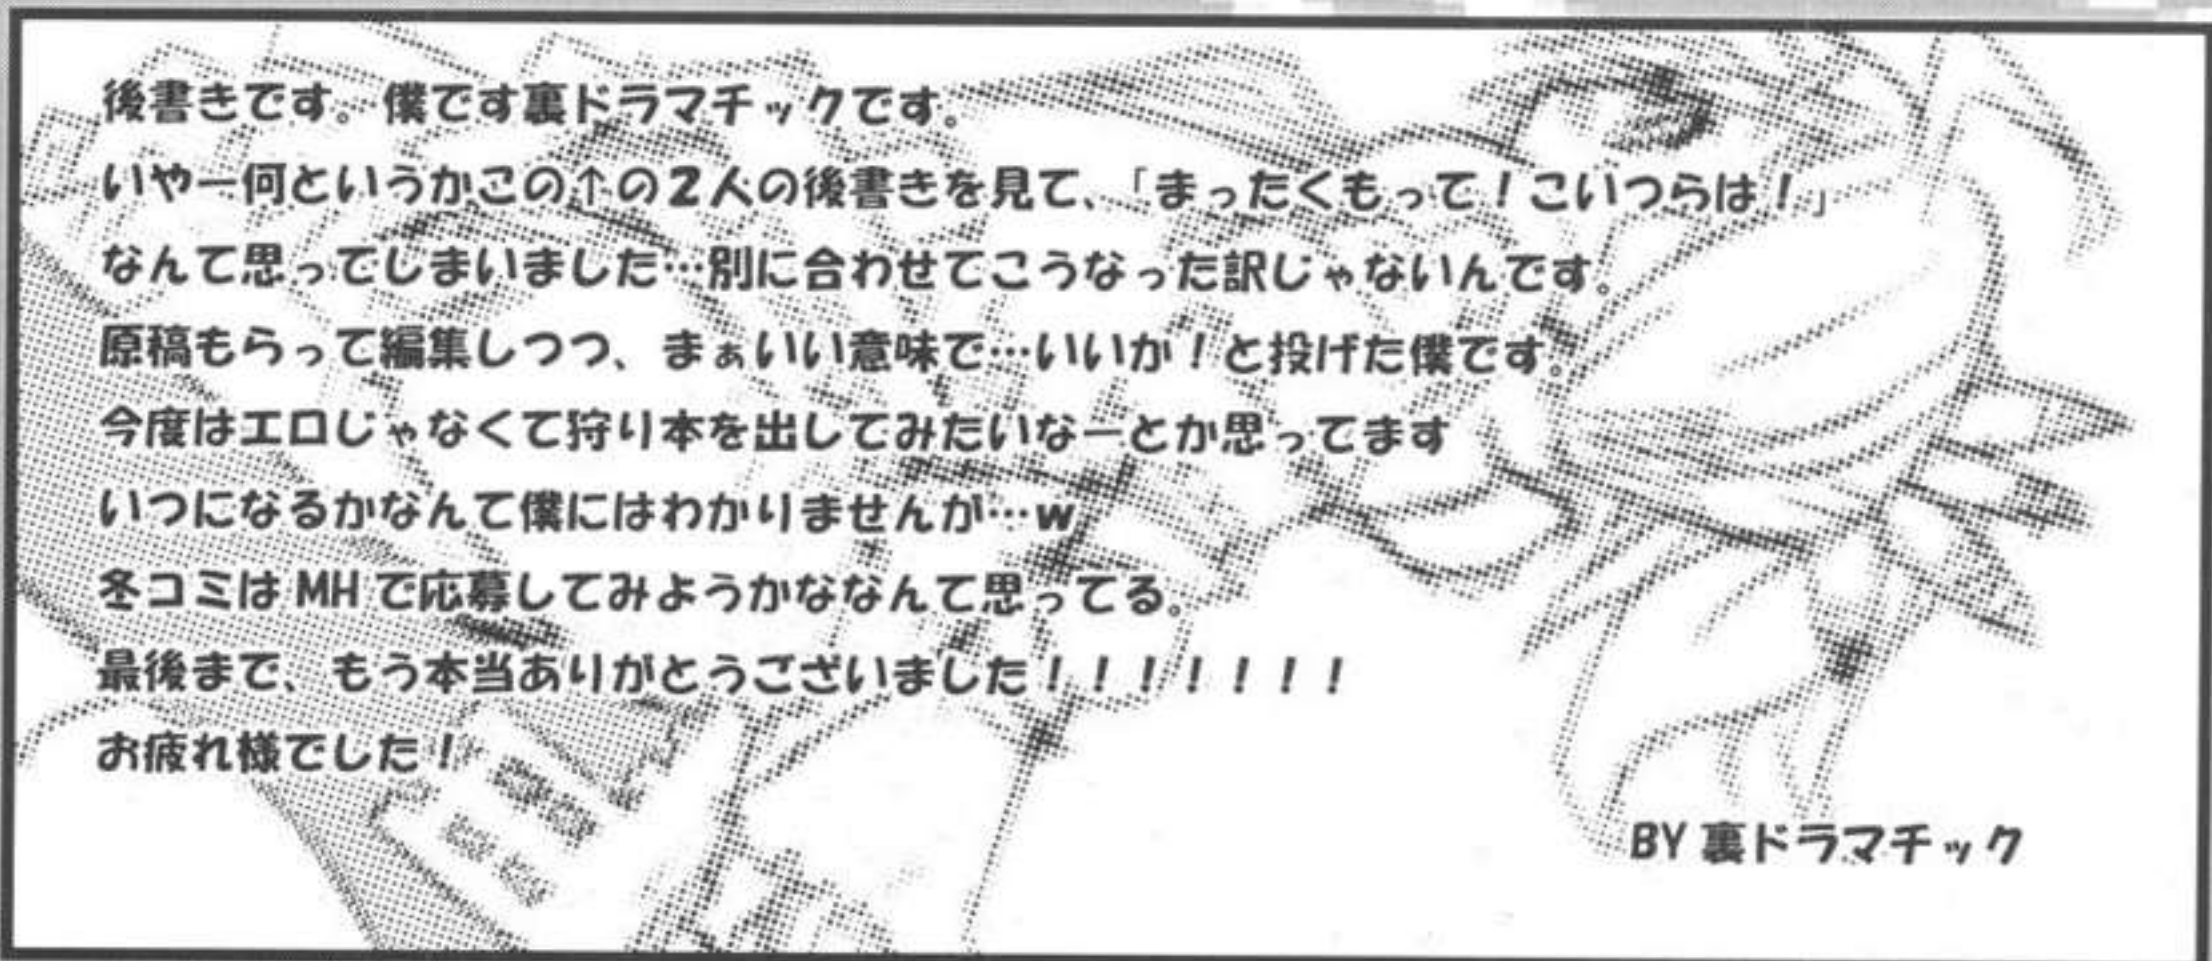 後書きです。僕です裏ドラマチックです。
いやー何というかこの↑の2人の後書きを見て、「まったくもって！こいつらは！」
なんて思ってしまいました…別に合わせてこうなった訳じゃないんです。
原稿もらって編集しつつ、まぁいい意味で…いいか！と投げた僕です。
今度はエロじゃなくて狩り本を出してみたいなーとか思ってます
いつになるかなんて僕にはわかりませんが…w
冬コミはMHで応募してみようかななんて思ってる。
最後まで、もう本当ありがとうございました！！！！！！！
お疲れ様でした！
BY 裏ドラマチック